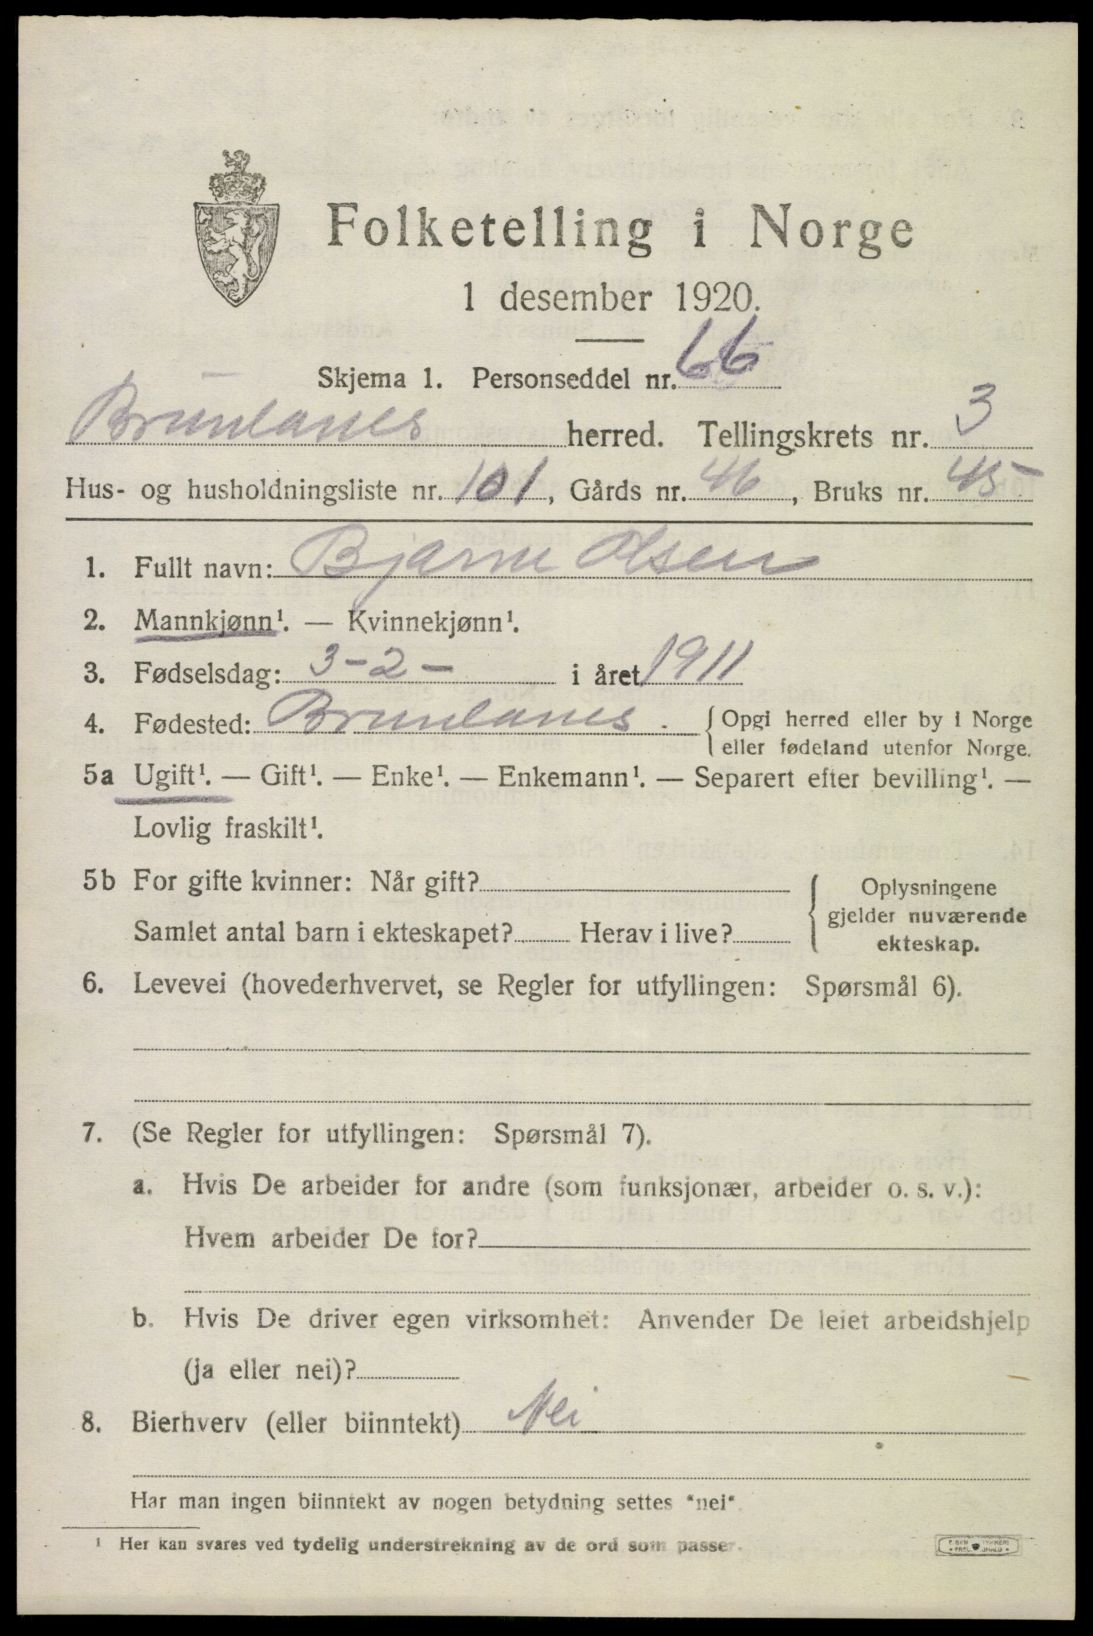 Folketelling i Norge
1 desember 1920.
Skjema 1. Personseddel nr. 66
Brunlanes herred. Tellingskrets nr. 3
Hus- og husholdningsliste nr. 101, Gårds nr. 46, Bruks nr. 45
1. Fullt navn: Bjarne Olsen
2. Mannkjønn¹. — Kvinnekjønn¹.
3. Fødselsdag: 3-2- i året 1911
4. Fødested: Brunlanes. { Opgi herred eller by i Norge
eller fødeland utenfor Norge.
5a Ugift¹. — Gift¹. — Enke¹. — Enkemann¹. — Separert efter bevilling¹. —
Lovlig fraskilt¹.
5b For gifte kvinner: Når gift? { Oplysningene
gjelder nuværende
Samlet antal barn i ekteskapet? Herav i live? ekteskap.
6. Levevei (hovederhvervet, se Regler for utfyllingen: Spørsmål 6).
7. (Se Regler for utfyllingen: Spørsmål 7).
a. Hvis De arbeider for andre (som funksjonær, arbeider o. s. v.):
Hvem arbeider De for?
b. Hvis De driver egen virksomhet: Anvender De leiet arbeidshjelp
(ja eller nei)?
8. Bierhverv (eller biinntekt) Nei
Har man ingen biinntekt av nogen betydning settes "nei".
¹ Her kan svares ved tydelig understrekning av de ord som passer.